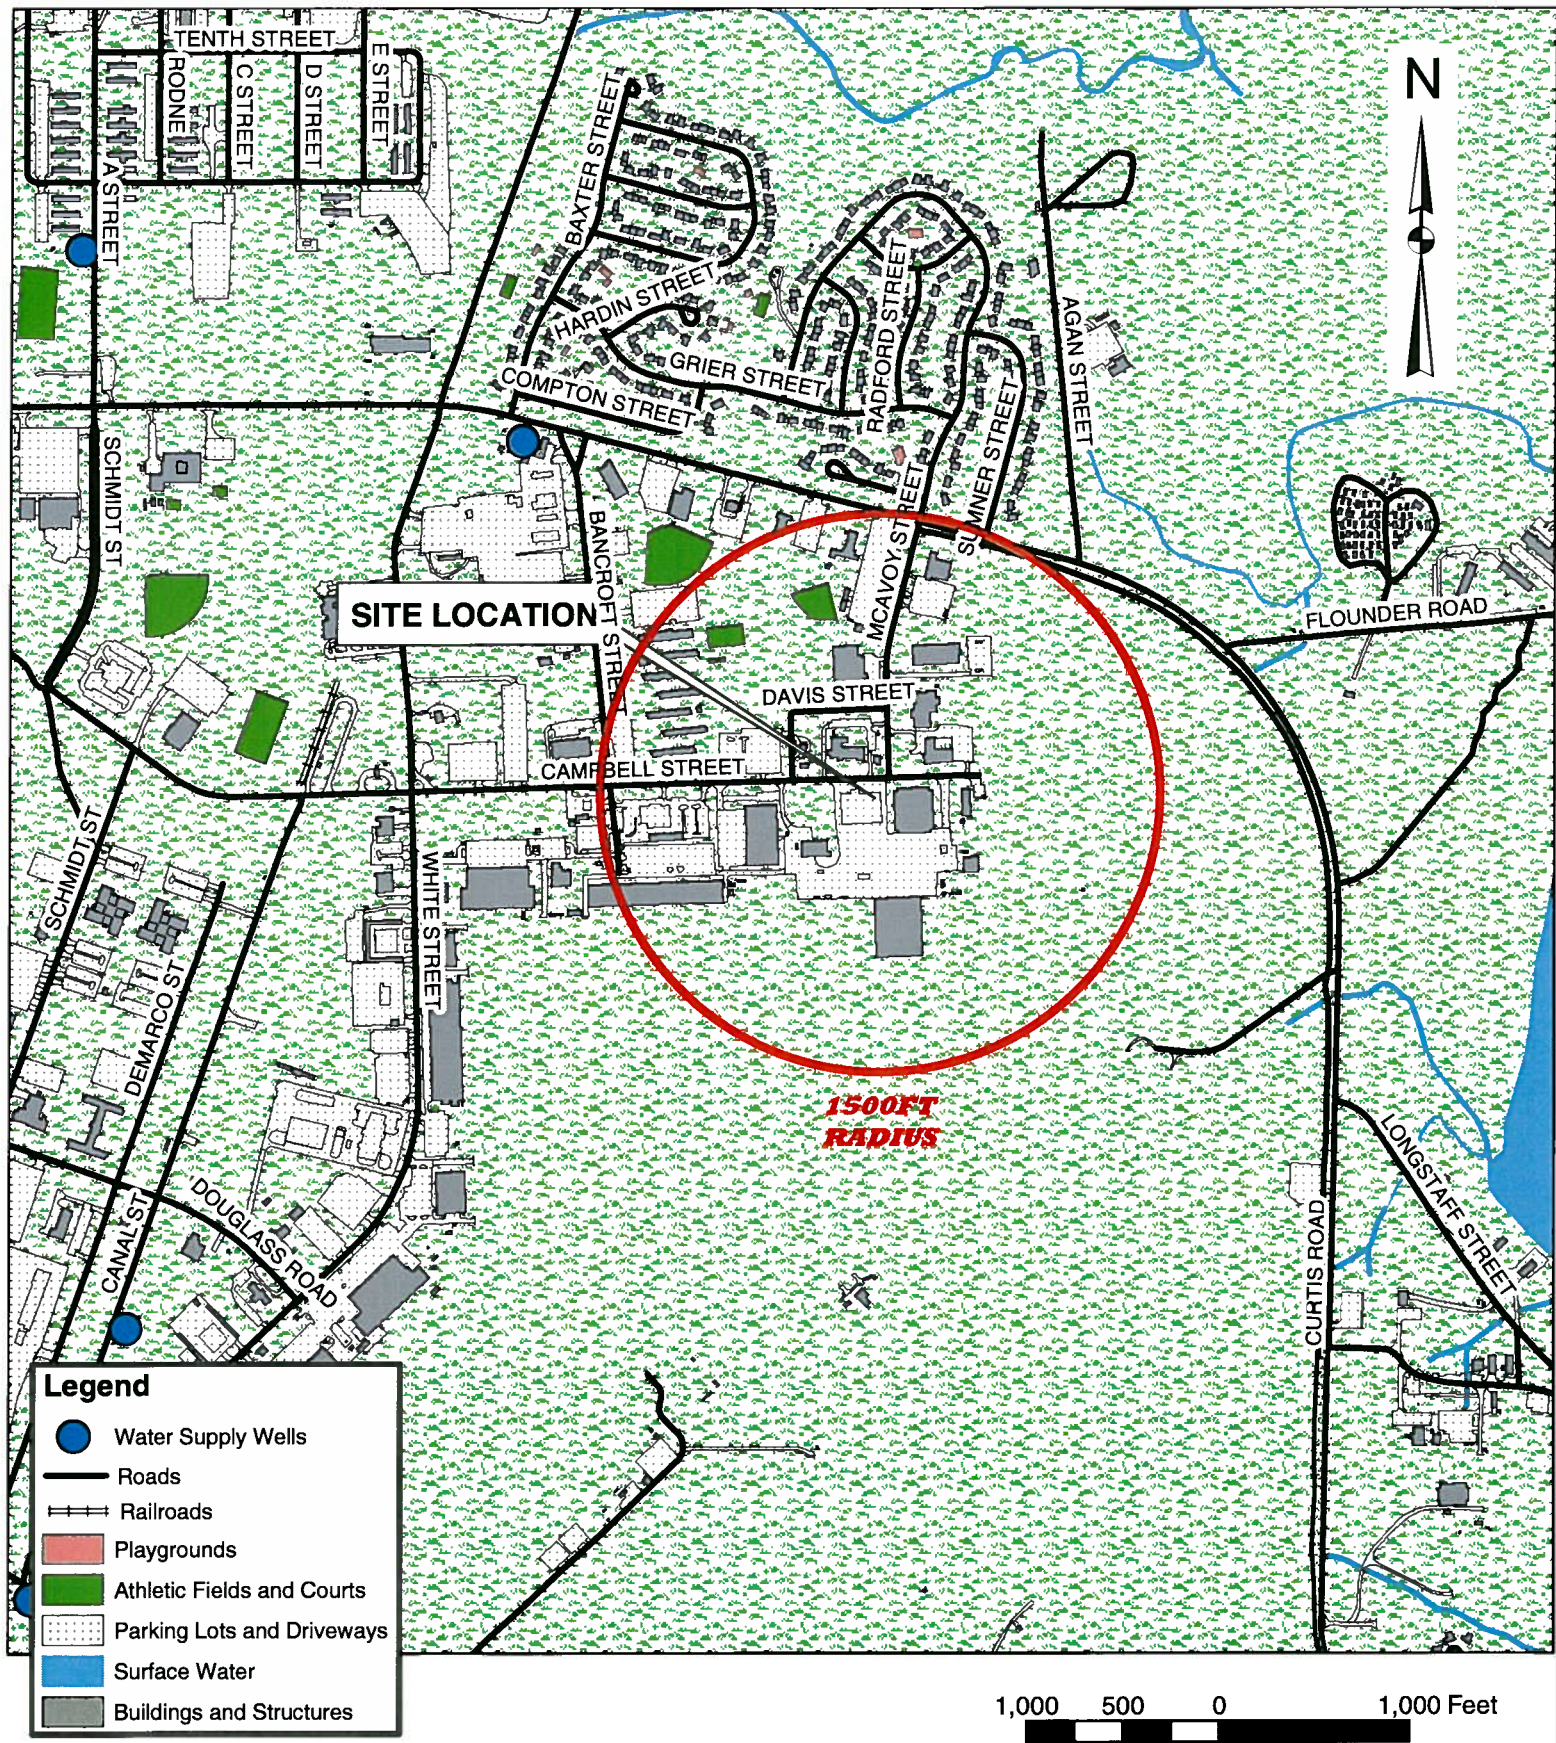 TENTH STREET
RODNE
C STREET
D STREET
E STREET
A STREET
N
BAXTER STREET
HARDIN STREET
GRIER STREET
COMPTON STREET
RADFORD STREET
AGAN STREET
SUMNER STREET
MCAVOY STREET
SCHMIDT ST
BANCROFT STREET
SITE LOCATION
FLOUNDER ROAD
DAVIS STREET
CAMPBELL STREET
SCHMIDT ST
WHITE STREET
DEMARCO ST
1500FT
RADIUS
LONGSTAFF STREET
DOUGLASS ROAD
CANAL ST
CURTIS ROAD
Legend
Water Supply Wells
Roads
Railroads
Playgrounds
Athletic Fields and Courts
Parking Lots and Driveways
Surface Water
Buildings and Structures
1,000 500 0 1,000 Feet